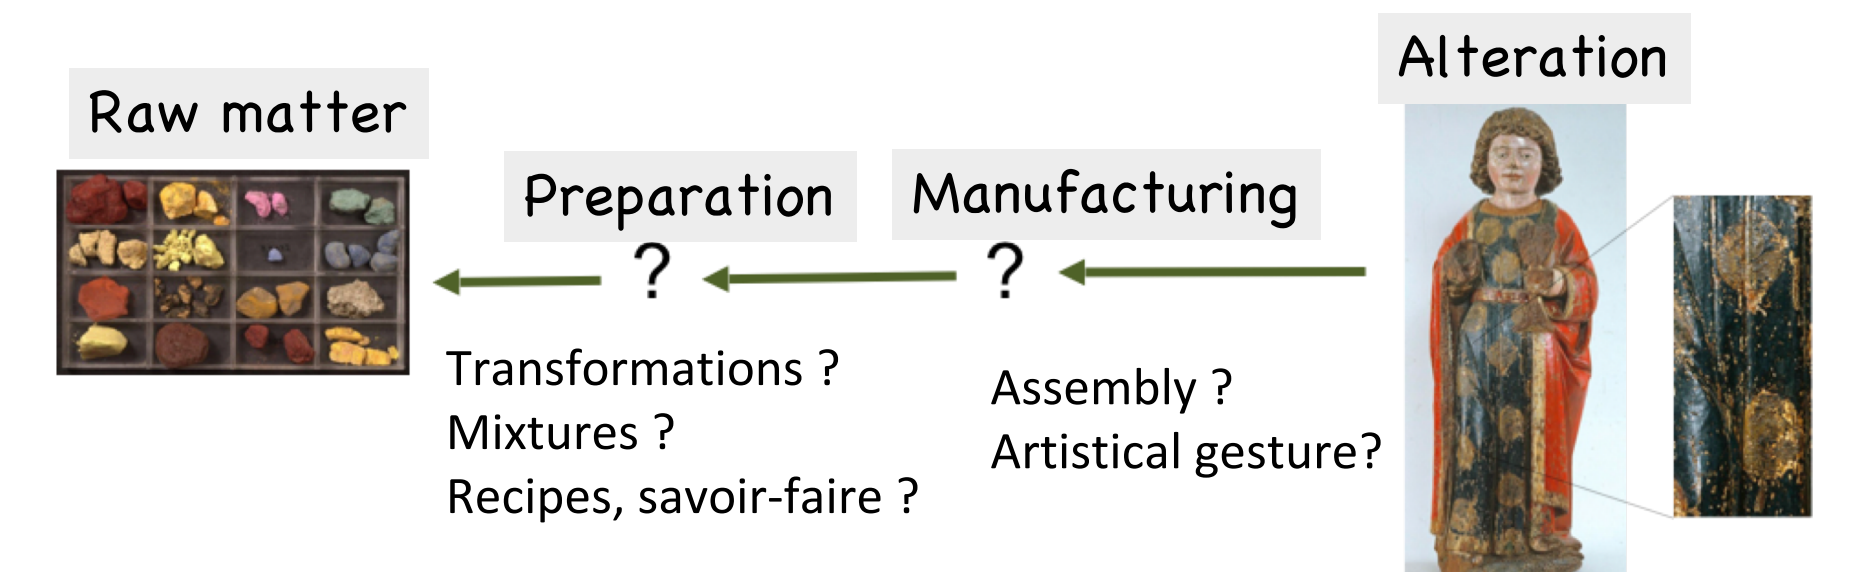 Raw matter
Preparation
?
Transformations ?
Mixtures ?
Recipes, savoir-faire ?
Manufacturing
?
Assembly ?
Artistical gesture?
Alteration